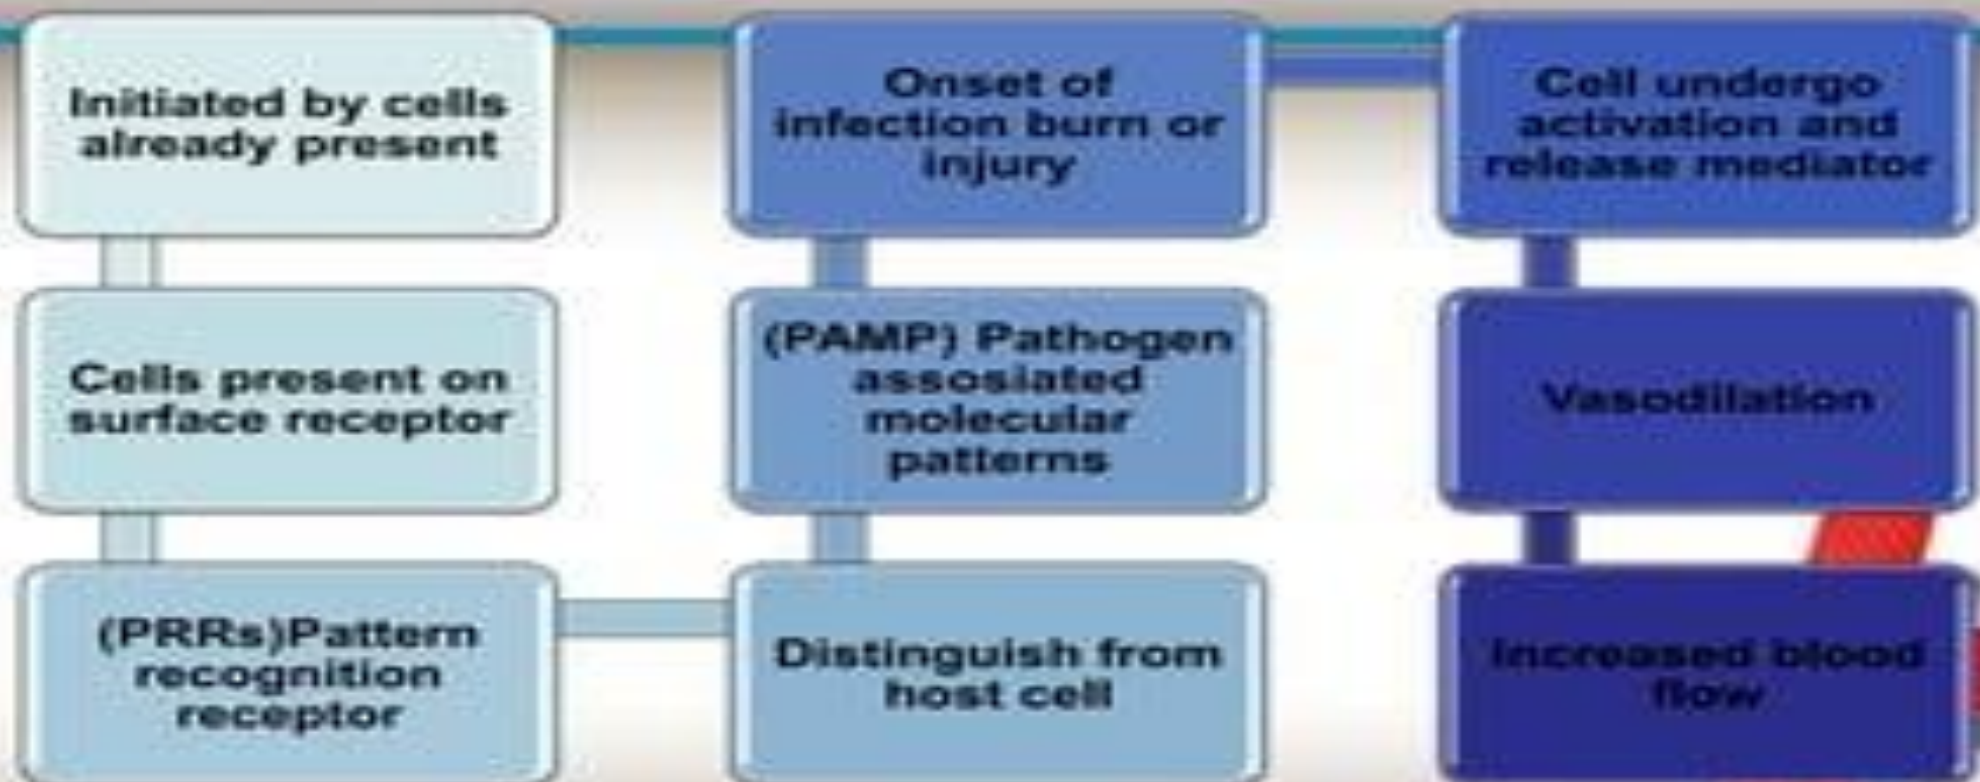 Initiated by cells
already present
Cells present on
surface receptor
(PRRs)Pattern
recognition
receptor
Distinguish from
host cell
(PAMP) Pathogen
assosiated
molecular
patterns
Onset of
infection burn or
injury
Cell undergo
activation and
release mediator
Vasodilation
Increased blood
flow